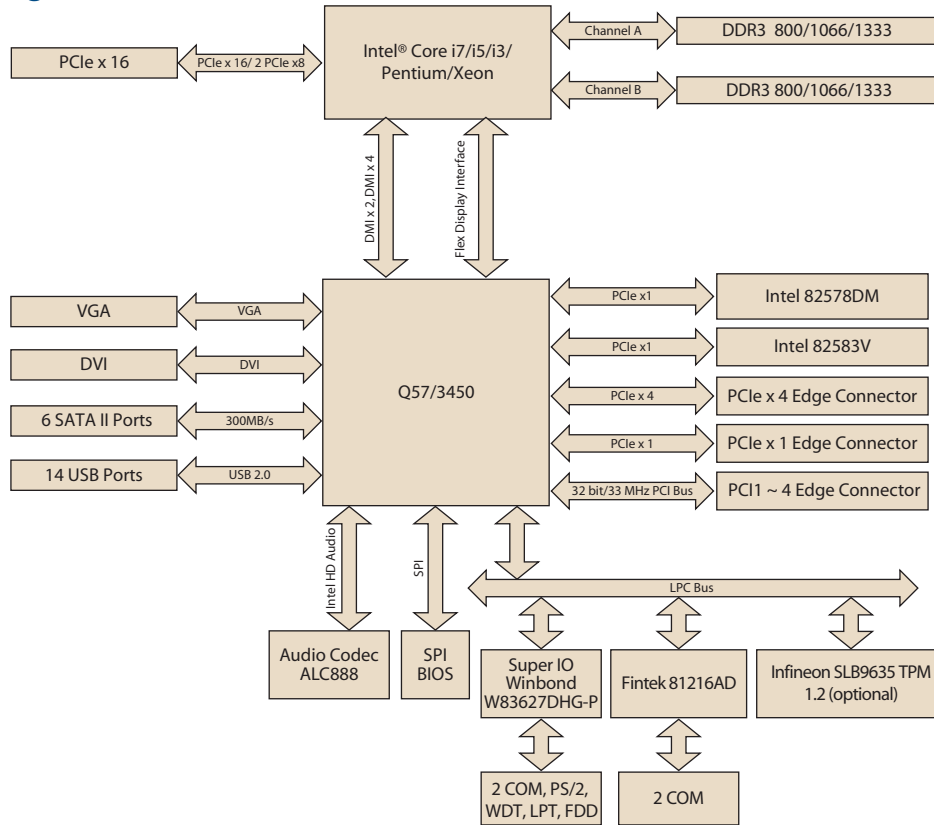 PCIe x 16
PCIe x 16/ 2 PCIe x8
Intel® Core i7/i5/i3/
Pentium/Xeon
Channel A
DDR3 800/1066/1333
Channel B
DDR3 800/1066/1333
DMI x 2, DMI x 4
Flex Display Interface
VGA
VGA
DVI
DVI
6 SATA II Ports
300MB/s
14 USB Ports
USB 2.0
Q57/3450
PCIe x1
Intel 82578DM
PCIe x1
Intel 82583V
PCIe x 4
PCIe x 4 Edge Connector
PCIe x 1
PCIe x 1 Edge Connector
32 bit/33 MHz PCI Bus
PCI1 ~ 4 Edge Connector
Intel HD Audio
SPI
LPC Bus
Audio Codec
ALC888
SPI
BIOS
Super IO
Winbond
W83627DHG-P
Fintek 81216AD
Infineon SLB9635 TPM
1.2 (optional)
2 COM, PS/2,
WDT, LPT, FDD
2 COM